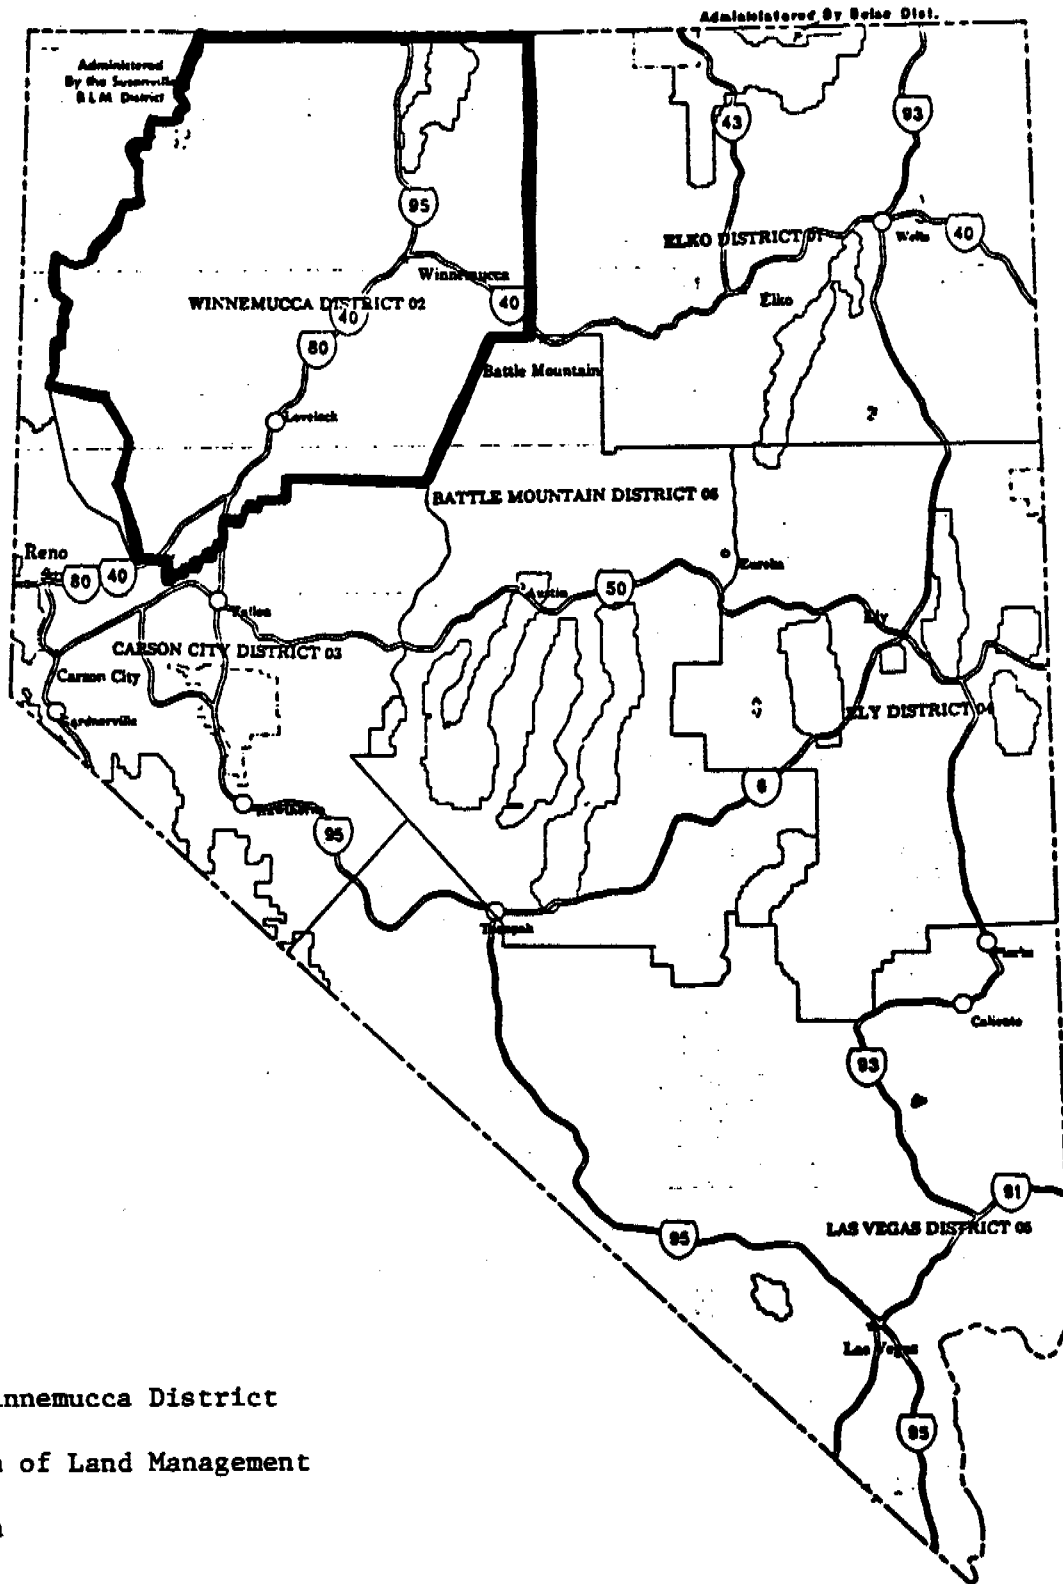 Administered By Boise Dist.
Administered
By the Susanville
B L M District
43
93
95
ELKO DISTRICT 01
Wells
40
Winnemucca
WINNEMUCCA DISTRICT 02
40
40
Elko
80
Battle Mountain
Lovelock
BATTLE MOUNTAIN DISTRICT 06
Reno
80
40
Eureka
Austin
50
Fallon
Ely
CARSON CITY DISTRICT 03
Carson City
Gardnerville
ELY DISTRICT 04
6
Hawthorne
95
Tonopah
Caliente
93
91
LAS VEGAS DISTRICT 05
95
Las Vegas
95
nnemucca District
of Land Management